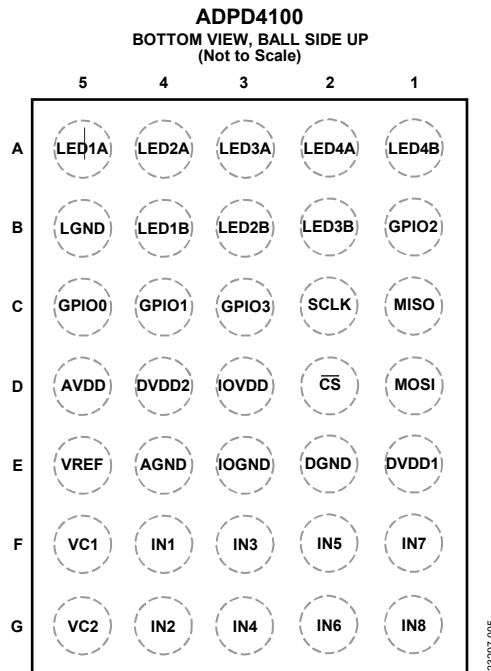 ADPD4100
BOTTOM VIEW, BALL SIDE UP
(Not to Scale)
5 4 3 2 1
A LED1A LED2A LED3A LED4A LED4B
B LGND LED1B LED2B LED3B GPIO2
C GPIO0 GPIO1 GPIO3 SCLK MISO
D AVDD DVDD2 IOVDD CS MOSI
E VREF AGND IOGND DGND DVDD1
F VC1 IN1 IN3 IN5 IN7
G VC2 IN2 IN4 IN6 IN8